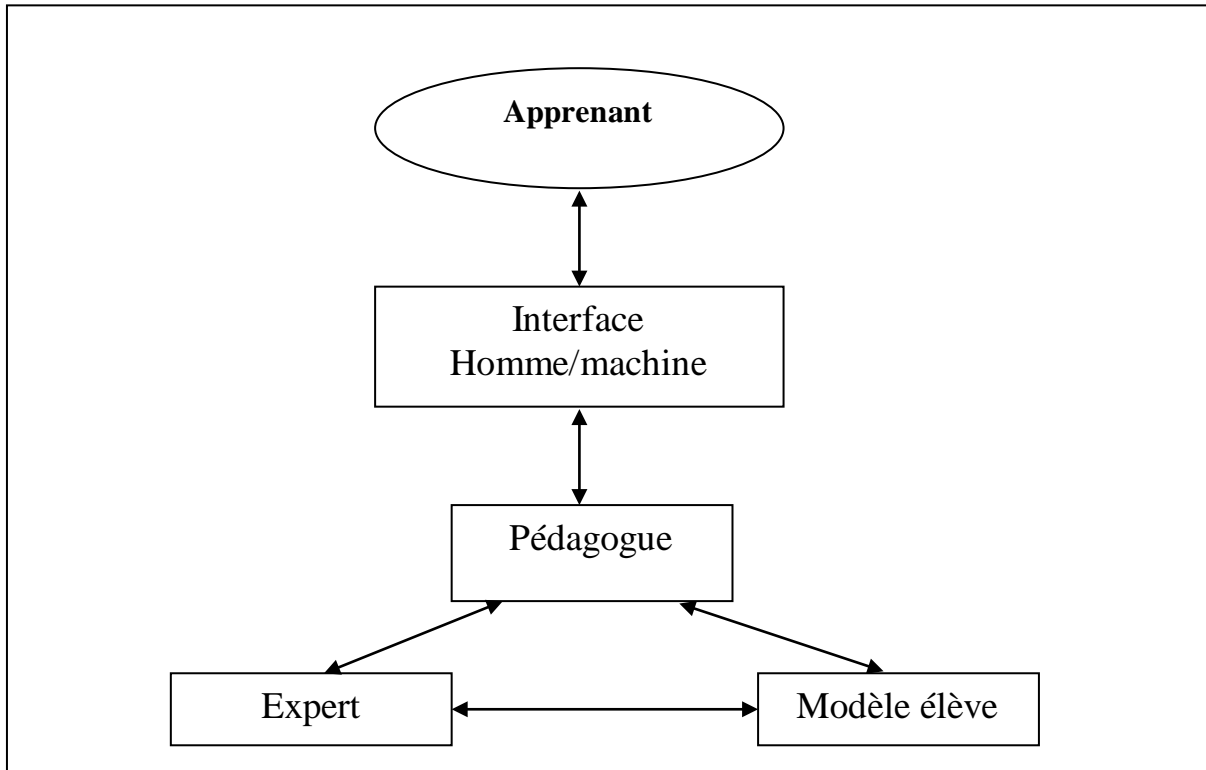 Apprenant
Interface
Homme/machine
Pédagogue
Expert
Modèle élève